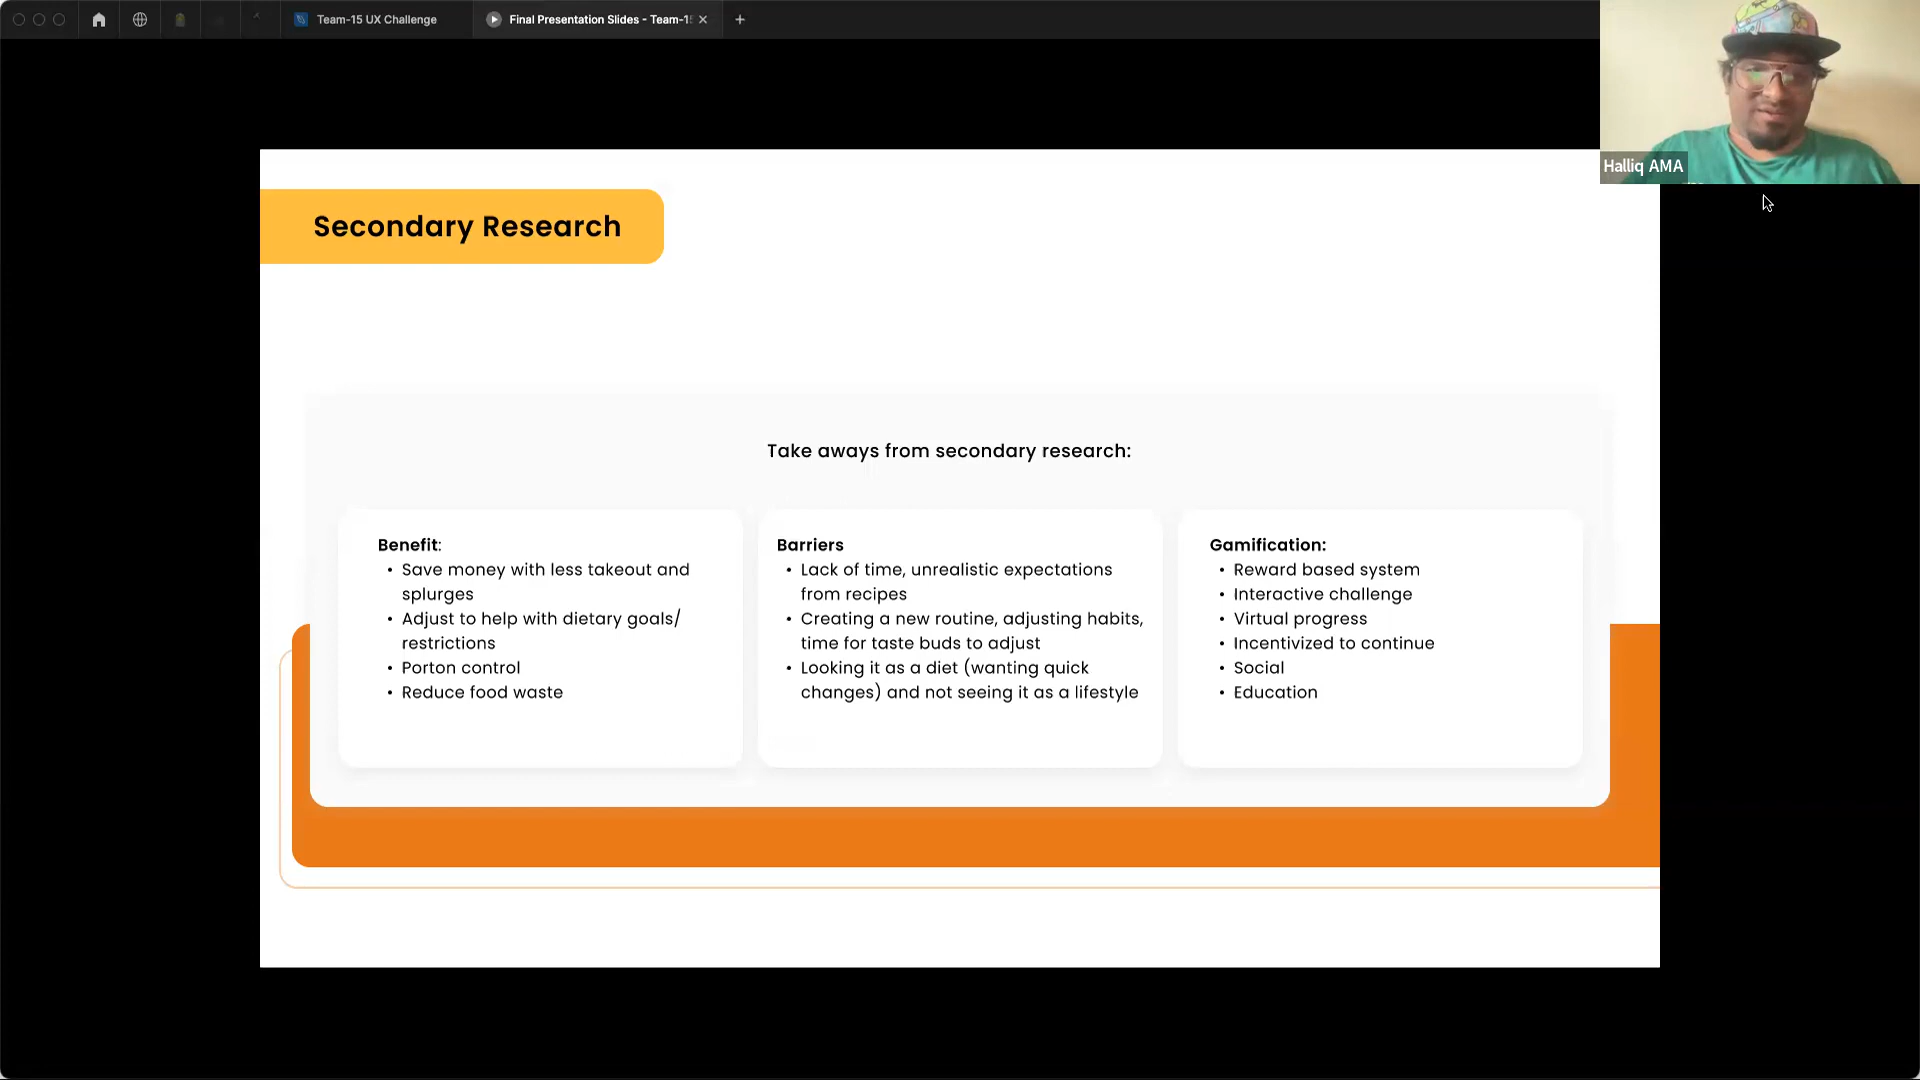 Team-15 UX Challenge
Final Presentation Slides - Team-1
Halliq AMA
Secondary Research
Take aways from secondary research:
Benefit:
• Save money with less takeout and
splurges
• Adjust to help with dietary goals/
restrictions
• Porton control
• Reduce food waste
Barriers
• Lack of time, unrealistic expectations
from recipes
• Creating a new routine, adjusting habits,
time for taste buds to adjust
• Looking it as a diet (wanting quick
changes) and not seeing it as a lifestyle
Gamification:
• Reward based system
• Interactive challenge
• Virtual progress
• Incentivized to continue
• Social
• Education